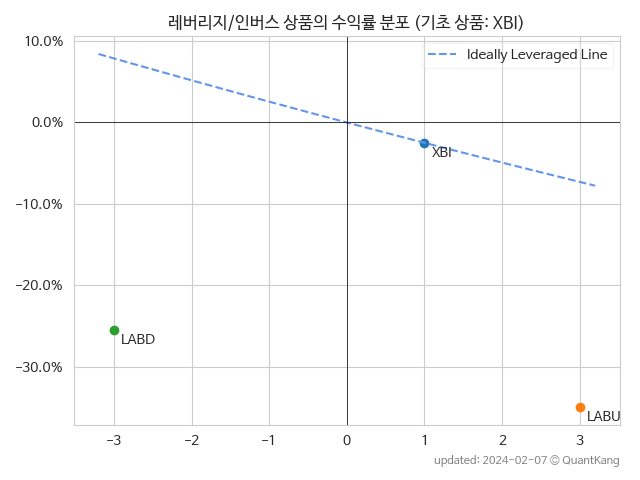 레버리지/인버스 상품의 수익률 분포 (기초 상품: XBI)
10.0%
Ideally Leveraged Line
0.0%
XBI
−10.0%
−20.0%
LABD
−30.0%
LABU
−3 −2 −1 0 1 2 3
updated: 2024-02-07 © QuantKang